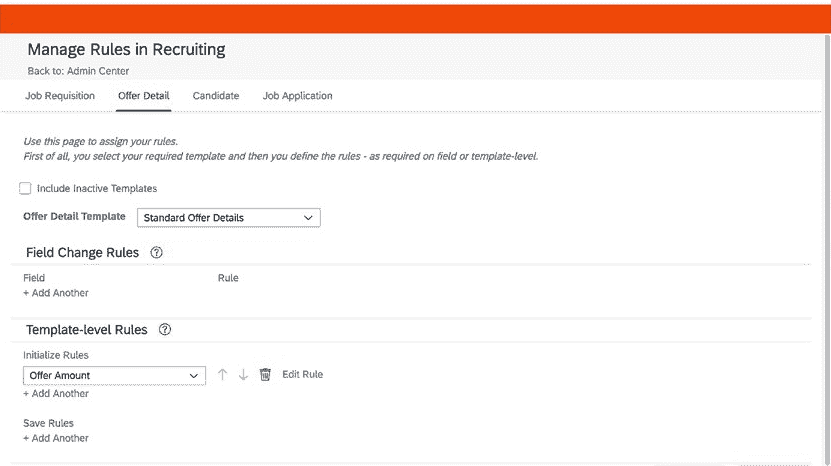 Manage Rules in Recruiting
Back to: Admin Center
Job Requisition Offer Detail Candidate Job Application
Use this page to assign your rules.
First of all, you select your required template and then you define the rules - as required on field or template-level.
Include Inactive Templates
Offer Detail Template Standard Offer Details
Field Change Rules ?
Field Rule
+ Add Another
Template-level Rules ?
Initialize Rules
Offer Amount Edit Rule
+ Add Another
Save Rules
+ Add Another